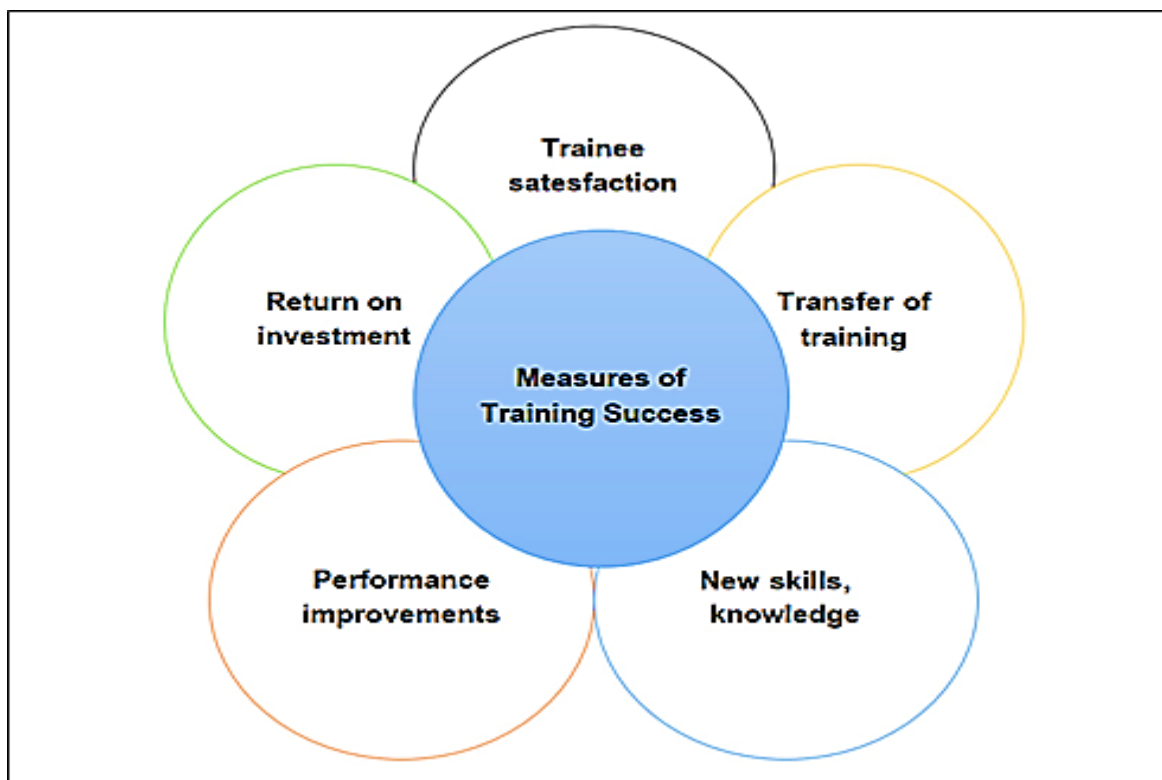 Trainee
satesfaction
Return on
investment
Transfer of
training
Measures of
Training Success
Performance
improvements
New skills,
knowledge